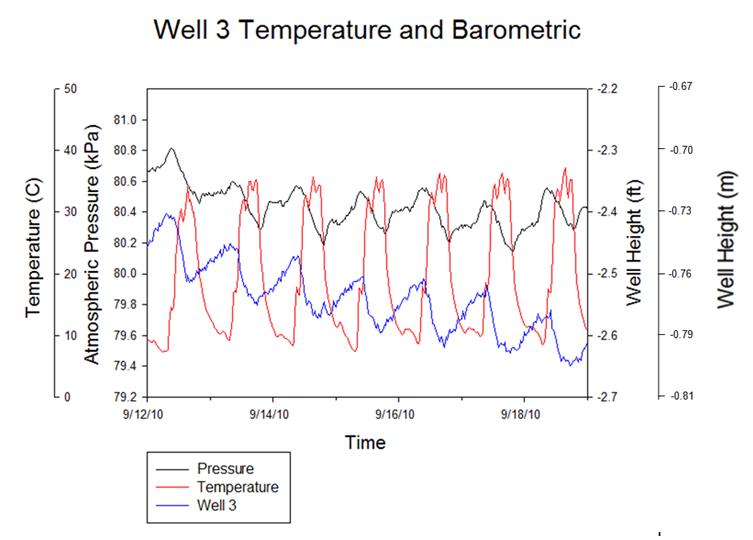 Well 3 Temperature and Barometric
Temperature (C)
50
40
30
20
10
0
Atmospheric Pressure (kPa)
81.0
80.8
80.6
80.4
80.2
80.0
79.8
79.6
79.4
79.2
-2.2
-2.3
-2.4
-2.5
-2.6
-2.7
Well Height (ft)
-0.67
-0.70
-0.73
-0.76
-0.79
-0.81
Well Height (m)
9/12/10 9/14/10 9/16/10 9/18/10
Time
Pressure
Temperature
Well 3